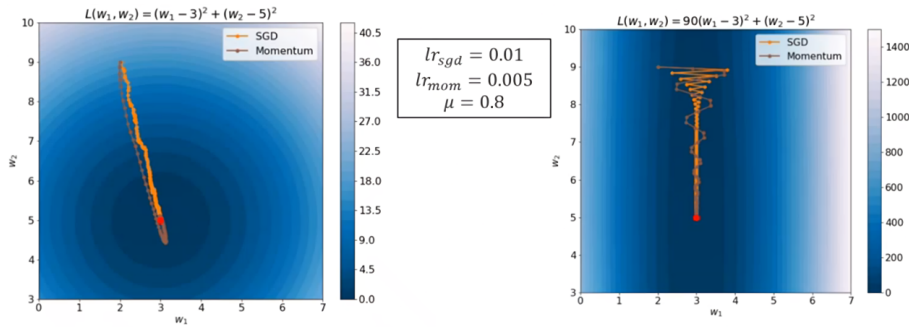 L(w₁, w₂) = (w₁ − 3)² + (w₂ − 5)²
10
9
8
7
6
5
4
3
w₂
0 1 2 3 4 5 6 7
w₁
SGD
Momentum
40.5
36.0
31.5
27.0
22.5
18.0
13.5
9.0
4.5
0.0
lr_sgd = 0.01
lr_mom = 0.005
μ = 0.8
L(w₁, w₂) = 90(w₁ − 3)² + (w₂ − 5)²
10
9
8
7
6
5
4
3
w₂
0 1 2 3 4 5 6 7
w₁
SGD
Momentum
1400
1200
1000
800
600
400
200
0